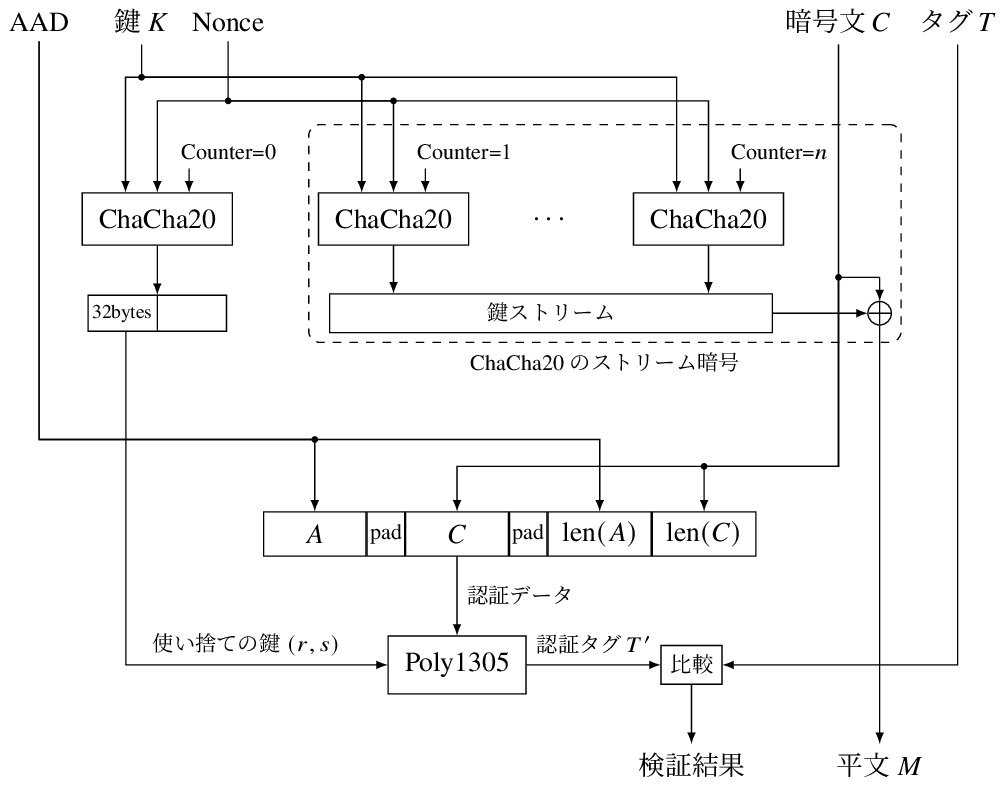 AAD 鍵 K Nonce 暗号文 C タグ T
Counter=0 Counter=1 Counter=n
ChaCha20 ChaCha20 ··· ChaCha20
32bytes 鍵ストリーム
ChaCha20 のストリーム暗号
A pad C pad len(A) len(C)
認証データ
使い捨ての鍵 (r, s) Poly1305 認証タグ T′ 比較
検証結果 平文 M